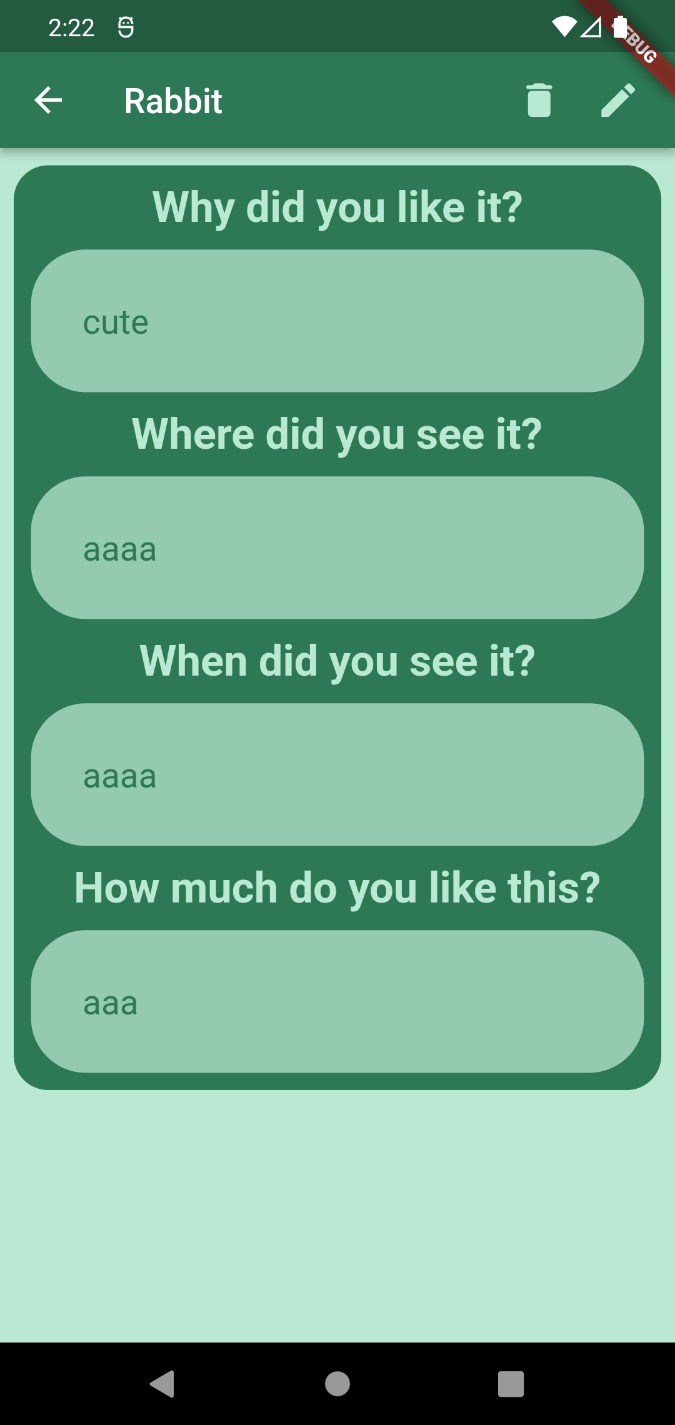 2:22
DEBUG
Rabbit
Why did you like it?
cute
Where did you see it?
aaaa
When did you see it?
aaaa
How much do you like this?
aaa